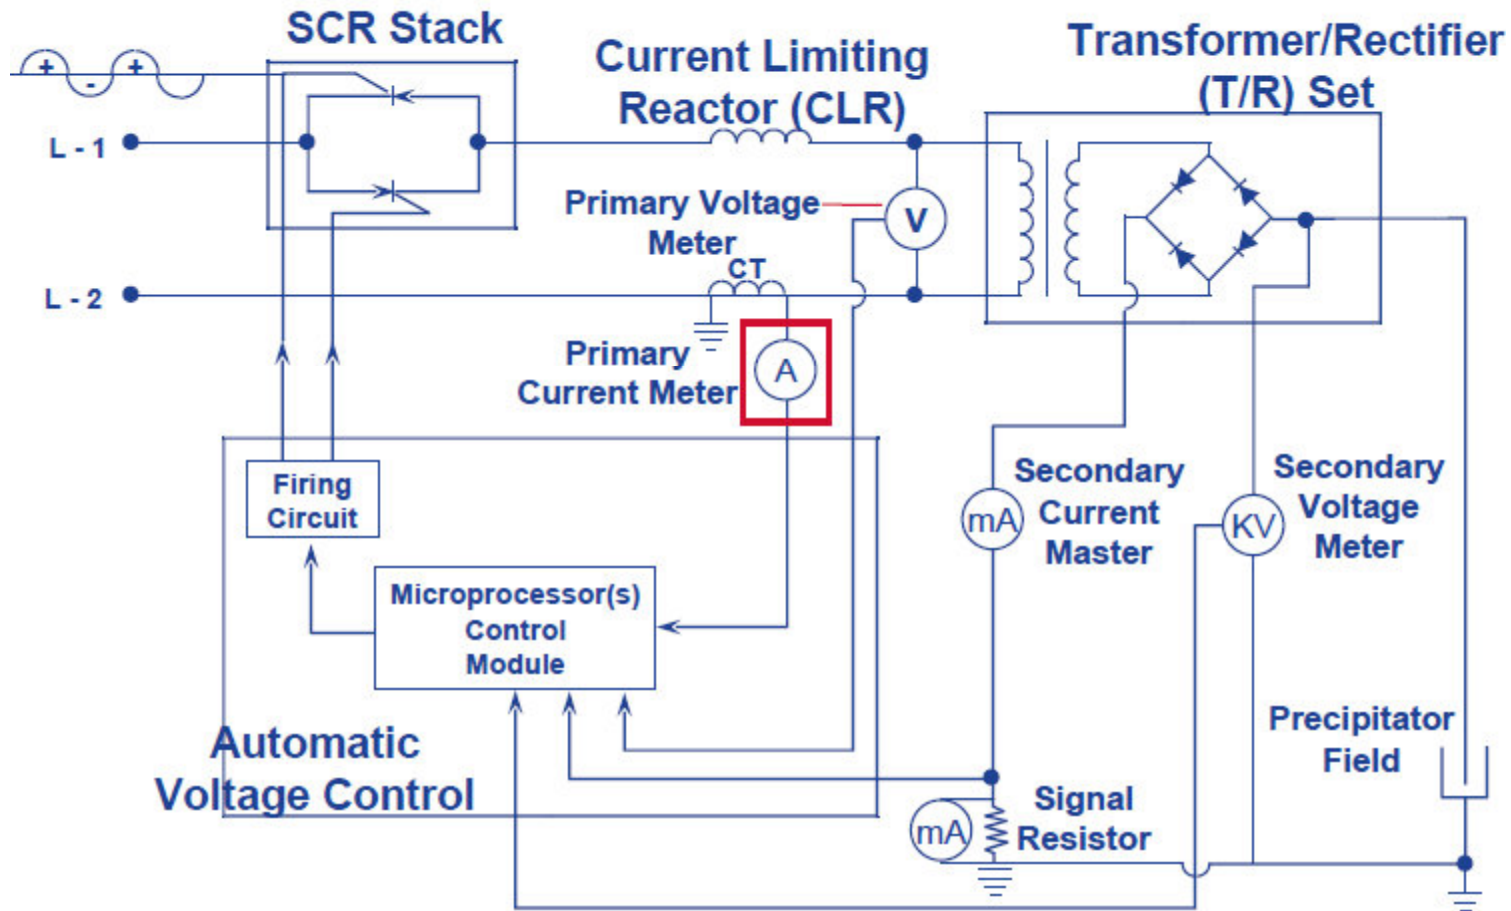 SCR Stack
Current Limiting
Reactor (CLR)
Transformer/Rectifier
(T/R) Set
+
-
+
L - 1
Primary Voltage
Meter
V
CT
L - 2
Primary
Current Meter
A
Firing
Circuit
Microprocessor(s)
Control
Module
Automatic
Voltage Control
mA
Secondary
Current
Master
KV
Secondary
Voltage
Meter
Precipitator
Field
mA
Signal
Resistor